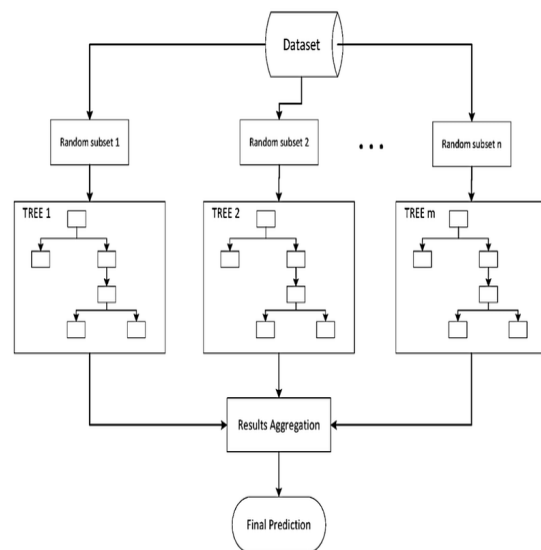 Dataset
Random subset 1
Random subset 2
...
Random subset n
TREE 1
TREE 2
TREE m
Results Aggregation
Final Prediction